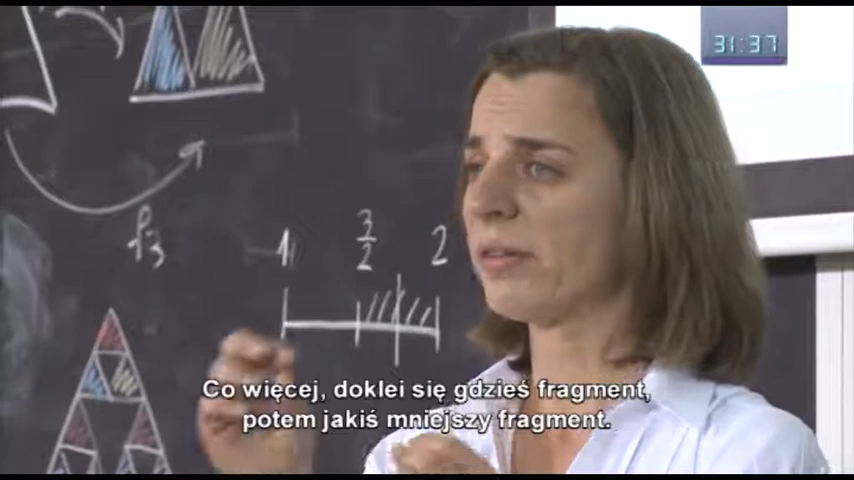 31:37
f3
1 3/2 2
Co więcej, doklei się gdzieś fragment,
potem jakiś mniejszy fragment.